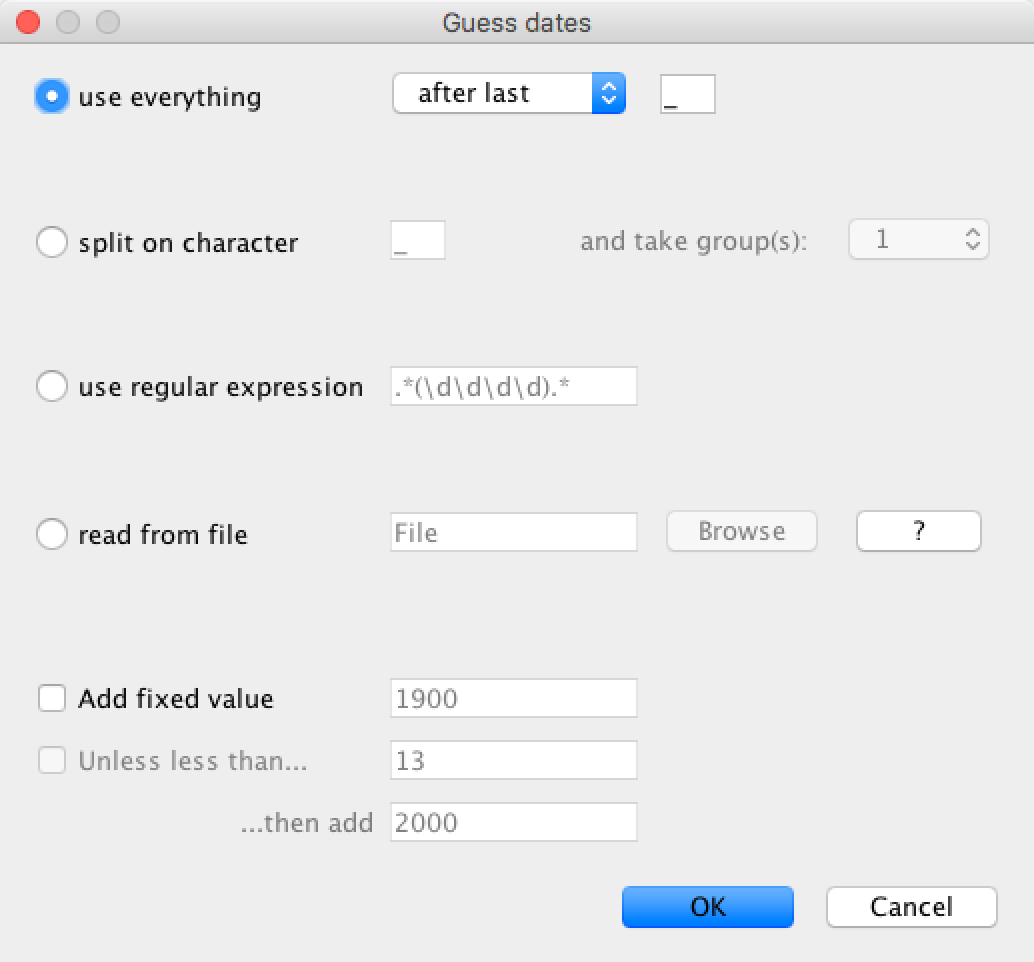 Guess dates
use everything after last _
split on character _ and take group(s): 1
use regular expression .*(\d\d\d\d).*
read from file File Browse ?
Add fixed value 1900
Unless less than... 13
...then add 2000
OK Cancel